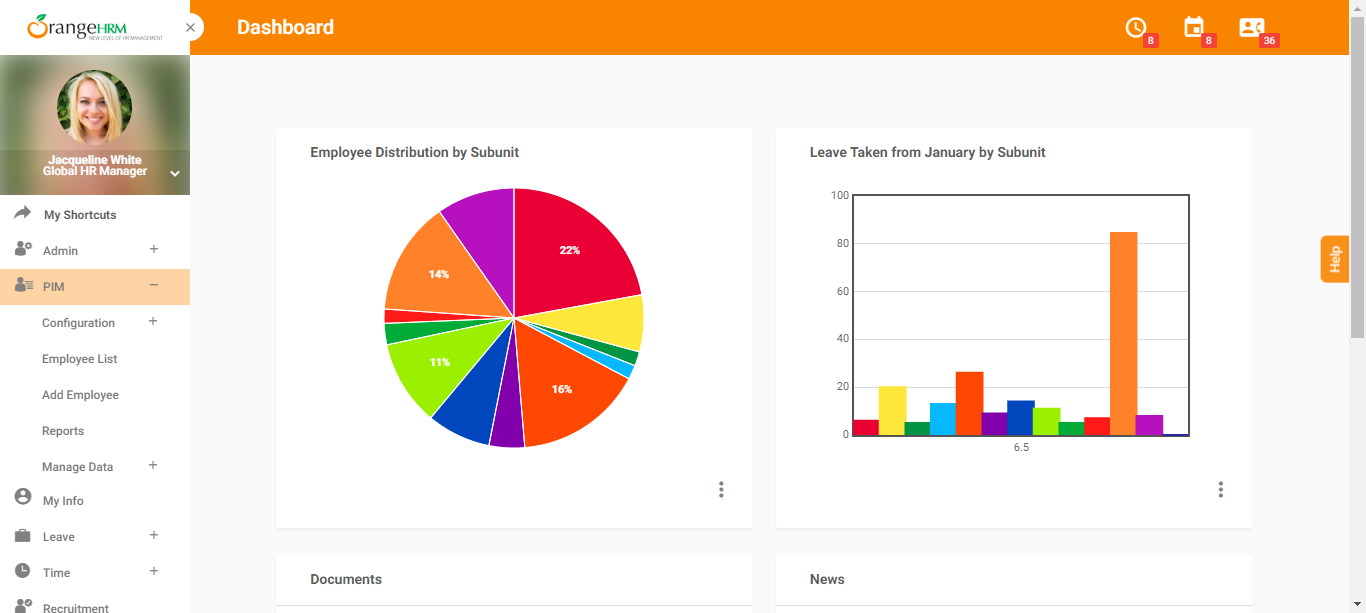 OrangeHRM
NEW LEVEL OF HR MANAGEMENT
Dashboard
8
8
36
Jacqueline White
Global HR Manager
My Shortcuts
Admin
PIM
Configuration
Employee List
Add Employee
Reports
Manage Data
My Info
Leave
Time
Recruitment
Employee Distribution by Subunit
22%
14%
11%
16%
Leave Taken from January by Subunit
100
80
60
40
20
0
6.5
Help
Documents
News